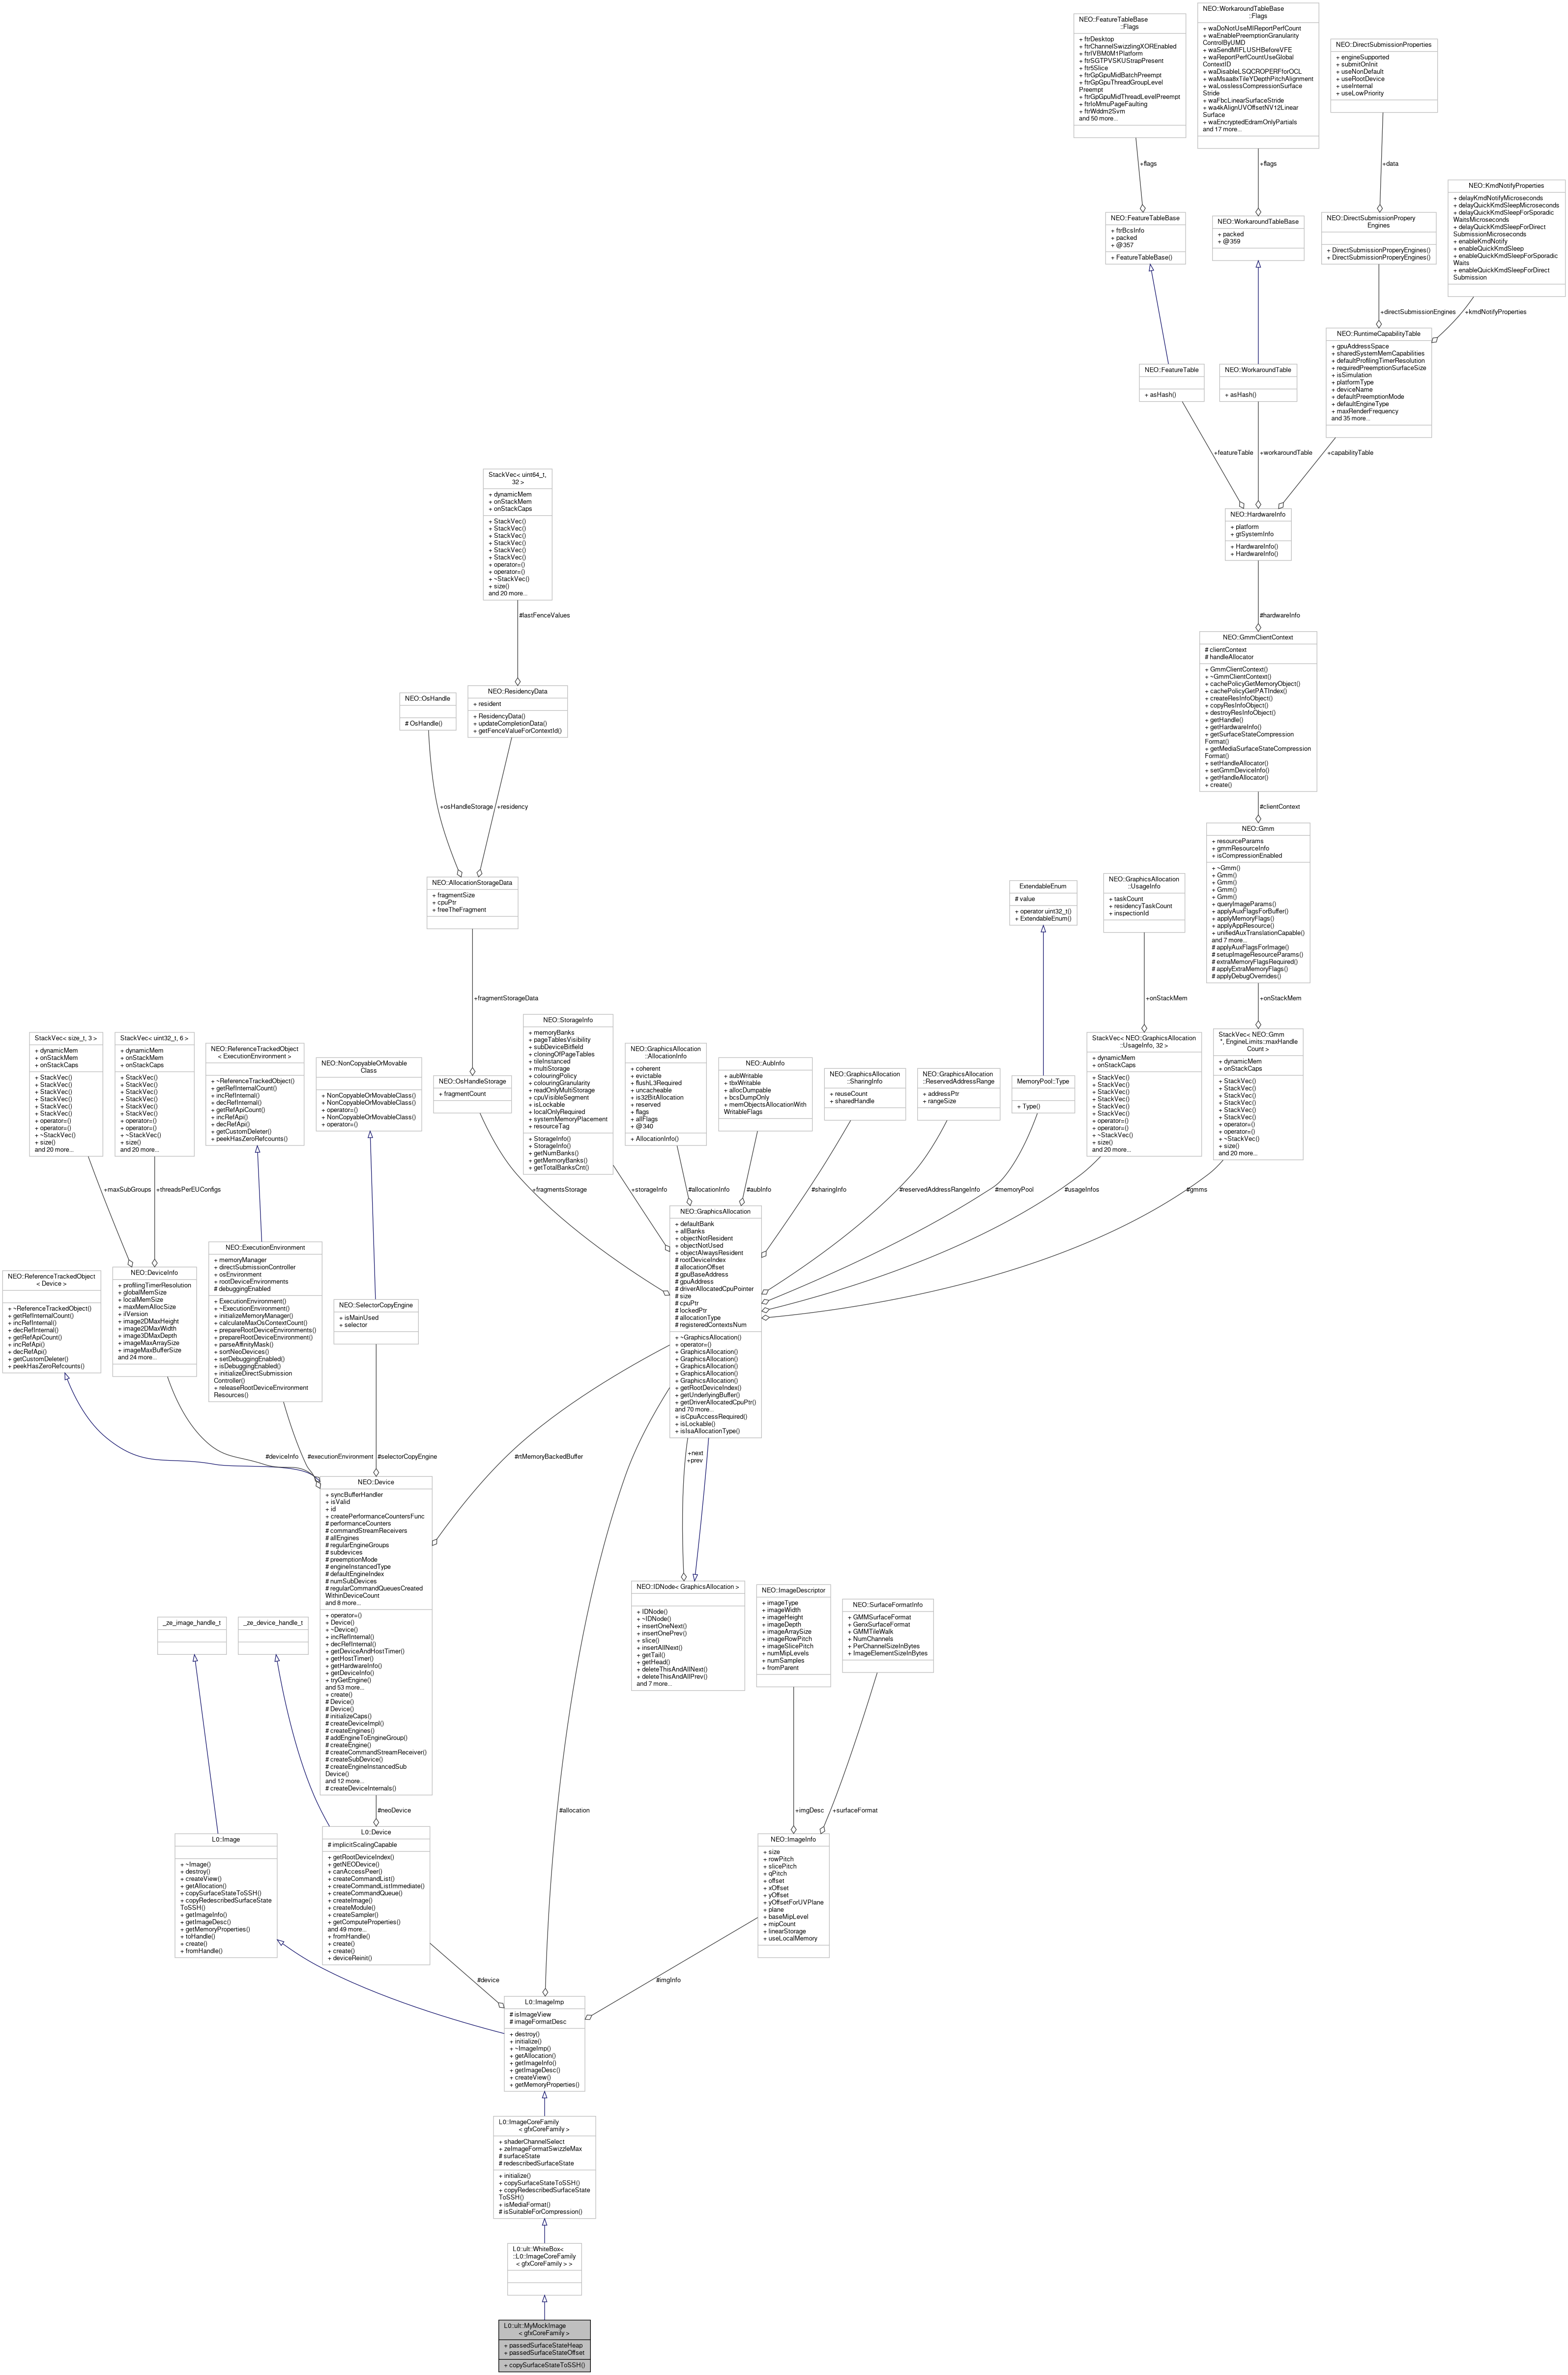 NEO::FeatureTableBase
::Flags
+ ftrDesktop
+ ftrChannelSwizzlingXOREnabled
+ ftrIVBM0M1Platform
+ ftrSGTPVSKUStrapPresent
+ ftr5Slice
+ ftrGpGpuMidBatchPreempt
+ ftrGpGpuThreadGroupLevel
Preempt
+ ftrGpGpuMidThreadLevelPreempt
+ ftrIoMmuPageFaulting
+ ftrWddm2Svm
and 50 more...
NEO::WorkaroundTableBase
::Flags
+ waDoNotUseMIReportPerfCount
+ waEnablePreemptionGranularity
ControlByUMD
+ waSendMIFLUSHBeforeVFE
+ waReportPerfCountUseGlobal
ContextID
+ waDisableLSQCROPERFforOCL
+ waMsaa8xTileYDepthPitchAlignment
+ waLosslessCompressionSurface
Stride
+ waFbcLinearSurfaceStride
+ wa4kAlignUVOffsetNV12Linear
Surface
+ waEncryptedEdramOnlyPartials
and 17 more...
NEO::DirectSubmissionProperties
+ engineSupported
+ submitOnInit
+ useNonDefault
+ useRootDevice
+ useInternal
+ useLowPriority
+flags
+flags
+data
NEO::KmdNotifyProperties
+ delayKmdNotifyMicroseconds
+ delayQuickKmdSleepMicroseconds
+ delayQuickKmdSleepForSporadic
WaitsMicroseconds
+ delayQuickKmdSleepForDirect
SubmissionMicroseconds
+ enableKmdNotify
+ enableQuickKmdSleep
+ enableQuickKmdSleepForSporadic
Waits
+ enableQuickKmdSleepForDirect
Submission
NEO::FeatureTableBase
+ ftrBcsInfo
+ packed
+ @357
+ FeatureTableBase()
NEO::WorkaroundTableBase
+ packed
+ @359
NEO::DirectSubmissionPropery
Engines
+ DirectSubmissionProperyEngines()
+ DirectSubmissionProperyEngines()
+directSubmissionEngines
+kmdNotifyProperties
NEO::RuntimeCapabilityTable
+ gpuAddressSpace
+ sharedSystemMemCapabilities
+ defaultProfilingTimerResolution
+ requiredPreemptionSurfaceSize
+ isSimulation
+ platformType
+ deviceName
+ defaultPreemptionMode
+ defaultEngineType
+ maxRenderFrequency
and 35 more...
NEO::FeatureTable
+ asHash()
NEO::WorkaroundTable
+ asHash()
+featureTable
+workaroundTable
+capabilityTable
NEO::HardwareInfo
+ platform
+ gtSystemInfo
+ HardwareInfo()
+ HardwareInfo()
#hardwareInfo
StackVec< uint64_t,
32 >
+ dynamicMem
+ onStackMem
+ onStackCaps
+ StackVec()
+ StackVec()
+ StackVec()
+ StackVec()
+ StackVec()
+ StackVec()
+ operator=()
+ operator=()
+ ~StackVec()
+ size()
and 20 more...
#lastFenceValues
NEO::GmmClientContext
# clientContext
# handleAllocator
+ GmmClientContext()
+ ~GmmClientContext()
+ cachePolicyGetMemoryObject()
+ cachePolicyGetPATIndex()
+ createResInfoObject()
+ copyResInfoObject()
+ destroyResInfoObject()
+ getHandle()
+ getHardwareInfo()
+ getSurfaceStateCompression
Format()
+ getMediaSurfaceStateCompression
Format()
+ setHandleAllocator()
+ setGmmDeviceInfo()
+ getHandleAllocator()
+ create()
#clientContext
NEO::OsHandle
# OsHandle()
NEO::ResidencyData
+ resident
+ ResidencyData()
+ updateCompletionData()
+ getFenceValueForContextId()
+osHandleStorage
+residency
NEO::AllocationStorageData
+ fragmentSize
+ cpuPtr
+ freeTheFragment
+fragmentStorageData
ExtendableEnum
# value
+ operator uint32_t()
+ ExtendableEnum()
NEO::GraphicsAllocation
::UsageInfo
+ taskCount
+ residencyTaskCount
+ inspectionId
+onStackMem
NEO::Gmm
+ resourceParams
+ gmmResourceInfo
+ isCompressionEnabled
+ ~Gmm()
+ Gmm()
+ Gmm()
+ Gmm()
+ Gmm()
+ queryImageParams()
+ applyAuxFlagsForBuffer()
+ applyMemoryFlags()
+ applyAppResource()
+ unifiedAuxTranslationCapable()
and 7 more...
# applyAuxFlagsForImage()
# setupImageResourceParams()
# extraMemoryFlagsRequired()
# applyExtraMemoryFlags()
# applyDebugOverrides()
+onStackMem
StackVec< size_t, 3 >
+ dynamicMem
+ onStackMem
+ onStackCaps
+ StackVec()
+ StackVec()
+ StackVec()
+ StackVec()
+ StackVec()
+ StackVec()
+ operator=()
+ operator=()
+ ~StackVec()
+ size()
and 20 more...
StackVec< uint32_t, 6 >
+ dynamicMem
+ onStackMem
+ onStackCaps
+ StackVec()
+ StackVec()
+ StackVec()
+ StackVec()
+ StackVec()
+ StackVec()
+ operator=()
+ operator=()
+ ~StackVec()
+ size()
and 20 more...
NEO::ReferenceTrackedObject
< ExecutionEnvironment >
+ ~ReferenceTrackedObject()
+ getRefInternalCount()
+ incRefInternal()
+ decRefInternal()
+ getRefApiCount()
+ incRefApi()
+ decRefApi()
+ getCustomDeleter()
+ peekHasZeroRefcounts()
NEO::NonCopyableOrMovable
Class
+ NonCopyableOrMovableClass()
+ NonCopyableOrMovableClass()
+ operator=()
+ NonCopyableOrMovableClass()
+ operator=()
NEO::OsHandleStorage
+ fragmentCount
NEO::StorageInfo
+ memoryBanks
+ pageTablesVisibility
+ subDeviceBitfield
+ cloningOfPageTables
+ tileInstanced
+ multiStorage
+ colouringPolicy
+ colouringGranularity
+ readOnlyMultiStorage
+ cpuVisibleSegment
+ isLockable
+ localOnlyRequired
+ systemMemoryPlacement
+ resourceTag
+ StorageInfo()
+ StorageInfo()
+ getNumBanks()
+ getMemoryBanks()
+ getTotalBanksCnt()
NEO::GraphicsAllocation
::AllocationInfo
+ coherent
+ evictable
+ flushL3Required
+ uncacheable
+ is32BitAllocation
+ reserved
+ flags
+ allFlags
+ @340
+ AllocationInfo()
NEO::AubInfo
+ aubWritable
+ tbxWritable
+ allocDumpable
+ bcsDumpOnly
+ memObjectsAllocationWith
WritableFlags
NEO::GraphicsAllocation
::SharingInfo
+ reuseCount
+ sharedHandle
NEO::GraphicsAllocation
::ReservedAddressRange
+ addressPtr
+ rangeSize
MemoryPool::Type
+ Type()
StackVec< NEO::GraphicsAllocation
::UsageInfo, 32 >
+ dynamicMem
+ onStackCaps
+ StackVec()
+ StackVec()
+ StackVec()
+ StackVec()
+ StackVec()
+ StackVec()
+ operator=()
+ operator=()
+ ~StackVec()
+ size()
and 20 more...
StackVec< NEO::Gmm
*, EngineLimits::maxHandle
Count >
+ dynamicMem
+ onStackCaps
+ StackVec()
+ StackVec()
+ StackVec()
+ StackVec()
+ StackVec()
+ StackVec()
+ operator=()
+ operator=()
+ ~StackVec()
+ size()
and 20 more...
+maxSubGroups
+threadsPerEUConfigs
+fragmentsStorage
+storageInfo
#allocationInfo
#aubInfo
#sharingInfo
#reservedAddressRangeInfo
#memoryPool
#usageInfos
#gmms
NEO::ReferenceTrackedObject
< Device >
+ ~ReferenceTrackedObject()
+ getRefInternalCount()
+ incRefInternal()
+ decRefInternal()
+ getRefApiCount()
+ incRefApi()
+ decRefApi()
+ getCustomDeleter()
+ peekHasZeroRefcounts()
NEO::DeviceInfo
+ profilingTimerResolution
+ globalMemSize
+ localMemSize
+ maxMemAllocSize
+ ilVersion
+ image2DMaxHeight
+ image2DMaxWidth
+ image3DMaxDepth
+ imageMaxArraySize
+ imageMaxBufferSize
and 24 more...
NEO::ExecutionEnvironment
+ memoryManager
+ directSubmissionController
+ osEnvironment
+ rootDeviceEnvironments
# debuggingEnabled
+ ExecutionEnvironment()
+ ~ExecutionEnvironment()
+ initializeMemoryManager()
+ calculateMaxOsContextCount()
+ prepareRootDeviceEnvironments()
+ prepareRootDeviceEnvironment()
+ parseAffinityMask()
+ sortNeoDevices()
+ setDebuggingEnabled()
+ isDebuggingEnabled()
+ initializeDirectSubmission
Controller()
+ releaseRootDeviceEnvironment
Resources()
NEO::SelectorCopyEngine
+ isMainUsed
+ selector
NEO::GraphicsAllocation
+ defaultBank
+ allBanks
+ objectNotResident
+ objectNotUsed
+ objectAlwaysResident
# rootDeviceIndex
# allocationOffset
# gpuBaseAddress
# gpuAddress
# driverAllocatedCpuPointer
# size
# cpuPtr
# lockedPtr
# allocationType
# registeredContextsNum
+ ~GraphicsAllocation()
+ operator=()
+ GraphicsAllocation()
+ GraphicsAllocation()
+ GraphicsAllocation()
+ GraphicsAllocation()
+ GraphicsAllocation()
+ getRootDeviceIndex()
+ getUnderlyingBuffer()
+ getDriverAllocatedCpuPtr()
and 70 more...
+ isCpuAccessRequired()
+ isLockable()
+ isIsaAllocationType()
#deviceInfo
#executionEnvironment
#selectorCopyEngine
#rtMemoryBackedBuffer
+next
+prev
NEO::Device
+ syncBufferHandler
+ isValid
+ id
+ createPerformanceCountersFunc
# performanceCounters
# commandStreamReceivers
# allEngines
# regularEngineGroups
# subdevices
# preemptionMode
# engineInstancedType
# defaultEngineIndex
# numSubDevices
# regularCommandQueuesCreated
WithinDeviceCount
and 8 more...
+ operator=()
+ Device()
+ ~Device()
+ incRefInternal()
+ decRefInternal()
+ getDeviceAndHostTimer()
+ getHostTimer()
+ getHardwareInfo()
+ getDeviceInfo()
+ tryGetEngine()
and 53 more...
+ create()
# Device()
# Device()
# initializeCaps()
# createDeviceImpl()
# createEngines()
# addEngineToEngineGroup()
# createEngine()
# createCommandStreamReceiver()
# createSubDevice()
# createEngineInstancedSub
Device()
and 12 more...
# createDeviceInternals()
NEO::IDNode< GraphicsAllocation >
+ IDNode()
+ ~IDNode()
+ insertOneNext()
+ insertOnePrev()
+ slice()
+ insertAllNext()
+ getTail()
+ getHead()
+ deleteThisAndAllNext()
+ deleteThisAndAllPrev()
and 7 more...
NEO::ImageDescriptor
+ imageType
+ imageWidth
+ imageHeight
+ imageDepth
+ imageArraySize
+ imageRowPitch
+ imageSlicePitch
+ numMipLevels
+ numSamples
+ fromParent
NEO::SurfaceFormatInfo
+ GMMSurfaceFormat
+ GenxSurfaceFormat
+ GMMTileWalk
+ NumChannels
+ PerChannelSizeInBytes
+ ImageElementSizeInBytes
_ze_image_handle_t
_ze_device_handle_t
#neoDevice
#allocation
+imgDesc
+surfaceFormat
L0::Image
+ ~Image()
+ destroy()
+ createView()
+ getAllocation()
+ copySurfaceStateToSSH()
+ copyRedescribedSurfaceState
ToSSH()
+ getImageInfo()
+ getImageDesc()
+ getMemoryProperties()
+ toHandle()
+ create()
+ fromHandle()
L0::Device
# implicitScalingCapable
+ getRootDeviceIndex()
+ getNEODevice()
+ canAccessPeer()
+ createCommandList()
+ createCommandListImmediate()
+ createCommandQueue()
+ createImage()
+ createModule()
+ createSampler()
+ getComputeProperties()
and 49 more...
+ fromHandle()
+ create()
+ create()
+ deviceReinit()
NEO::ImageInfo
+ size
+ rowPitch
+ slicePitch
+ qPitch
+ offset
+ xOffset
+ yOffset
+ yOffsetForUVPlane
+ plane
+ baseMipLevel
+ mipCount
+ linearStorage
+ useLocalMemory
#device
#imgInfo
L0::ImageImp
# isImageView
# imageFormatDesc
+ destroy()
+ initialize()
+ ~ImageImp()
+ getAllocation()
+ getImageInfo()
+ getImageDesc()
+ createView()
+ getMemoryProperties()
L0::ImageCoreFamily
< gfxCoreFamily >
+ shaderChannelSelect
+ zeImageFormatSwizzleMax
# surfaceState
# redescribedSurfaceState
+ initialize()
+ copySurfaceStateToSSH()
+ copyRedescribedSurfaceState
ToSSH()
+ isMediaFormat()
# isSuitableForCompression()
L0::ult::WhiteBox<
::L0::ImageCoreFamily
< gfxCoreFamily > >
L0::ult::MyMockImage
< gfxCoreFamily >
+ passedSurfaceStateHeap
+ passedSurfaceStateOffset
+ copySurfaceStateToSSH()